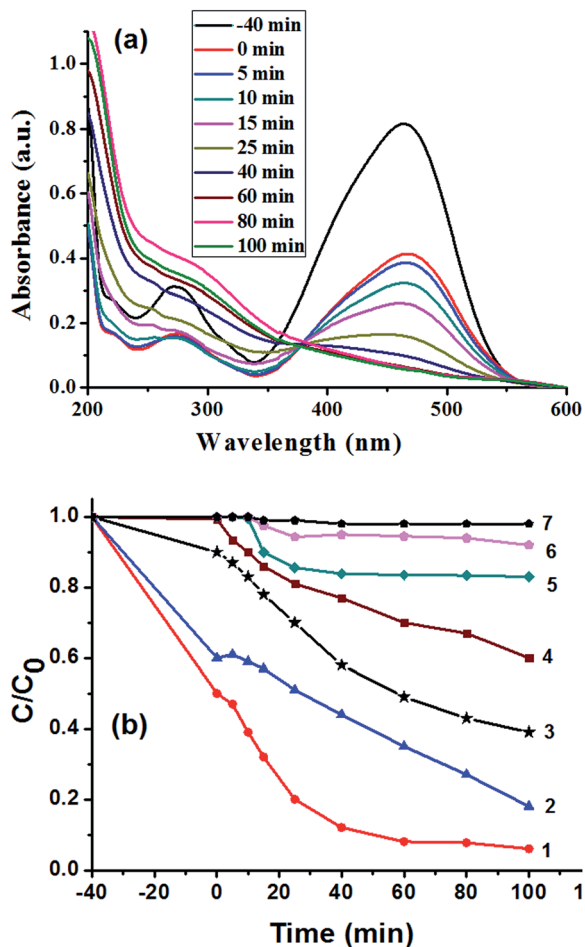 (a)
-40 min
0 min
5 min
10 min
15 min
25 min
40 min
60 min
80 min
100 min
Absorbance (a.u.)
1.0
0.8
0.6
0.4
0.2
0.0
200 300 400 500 600
Wavelength (nm)
(b)
C/C0
1.0
0.8
0.6
0.4
0.2
0.0
7
6
5
4
3
2
1
-40 -20 0 20 40 60 80 100 1
Time (min)